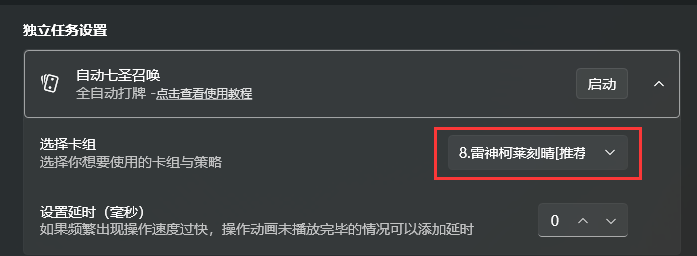 独立任务设置
自动七圣召唤
全自动打牌 -点击查看使用教程
启动
选择卡组
选择你想要使用的卡组与策略
8.雷神柯莱刻晴[推荐
设置延时（毫秒）
如果频繁出现操作速度过快，操作动画未播放完毕的情况可以添加延时
0